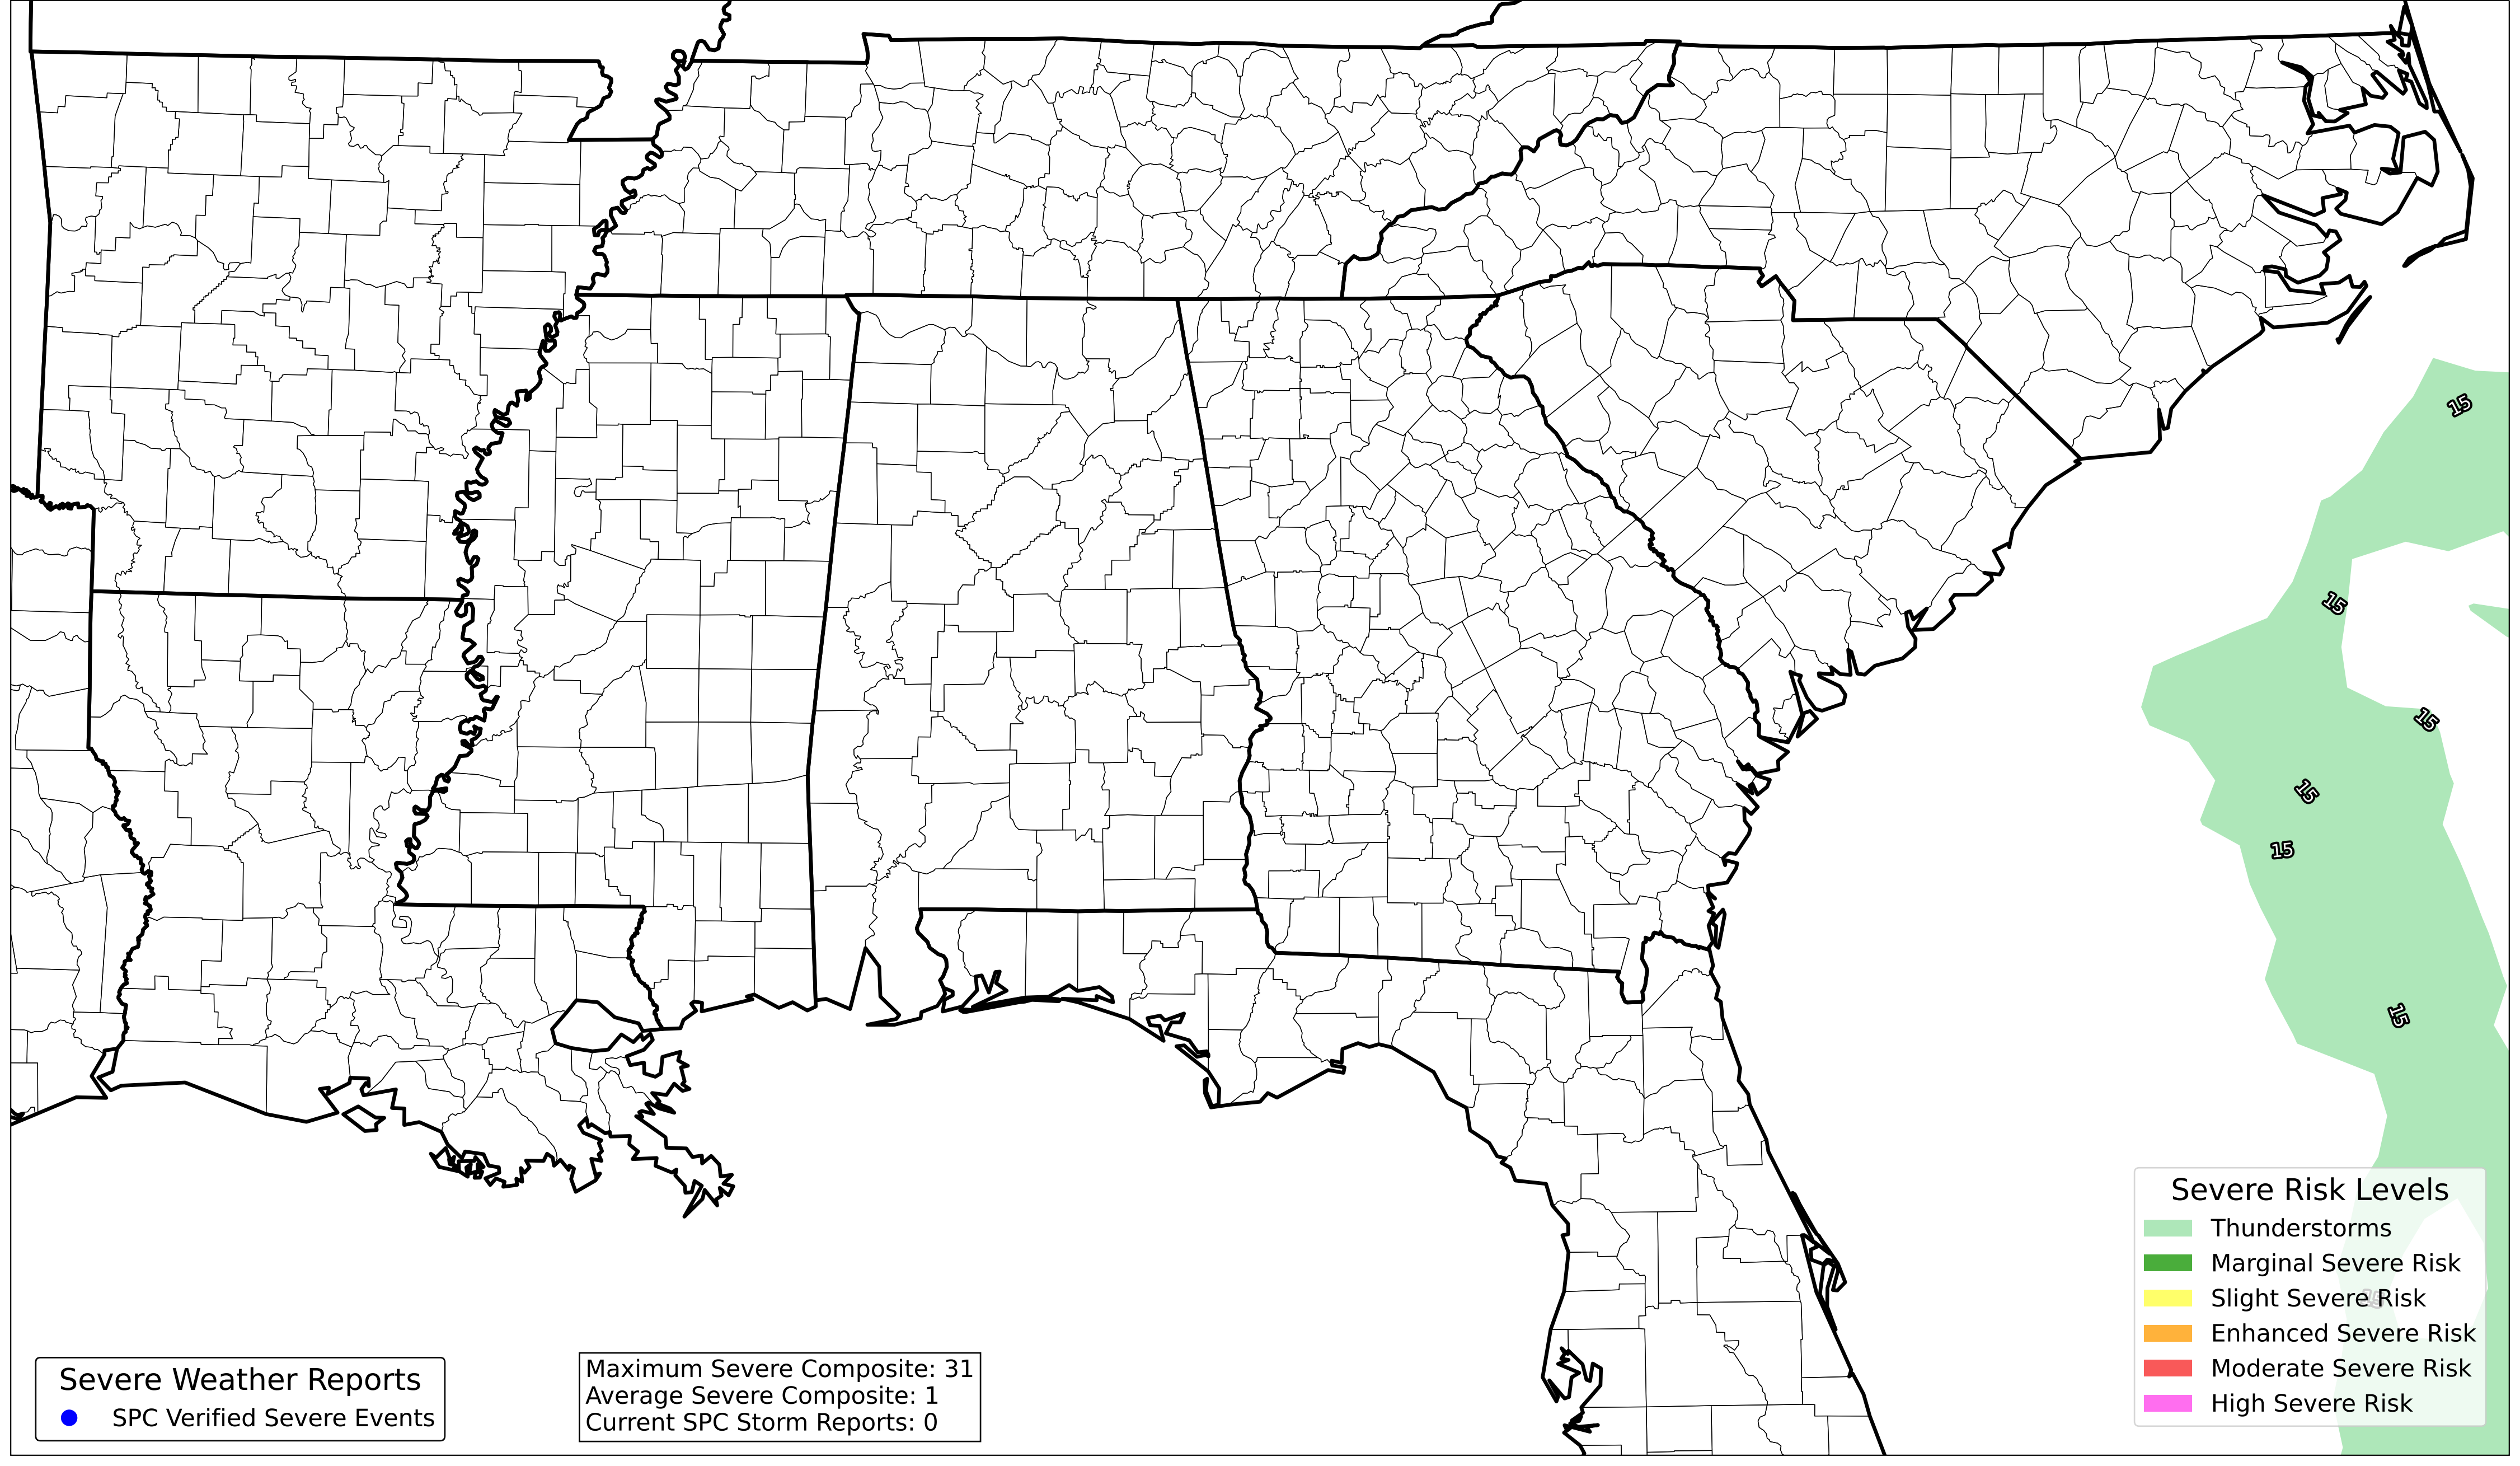 15
15
15
15
15
15
Severe Risk Levels
Thunderstorms
Marginal Severe Risk
Slight Severe Risk
Enhanced Severe Risk
Moderate Severe Risk
High Severe Risk
Severe Weather Reports
SPC Verified Severe Events
Maximum Severe Composite: 31
Average Severe Composite: 1
Current SPC Storm Reports: 0